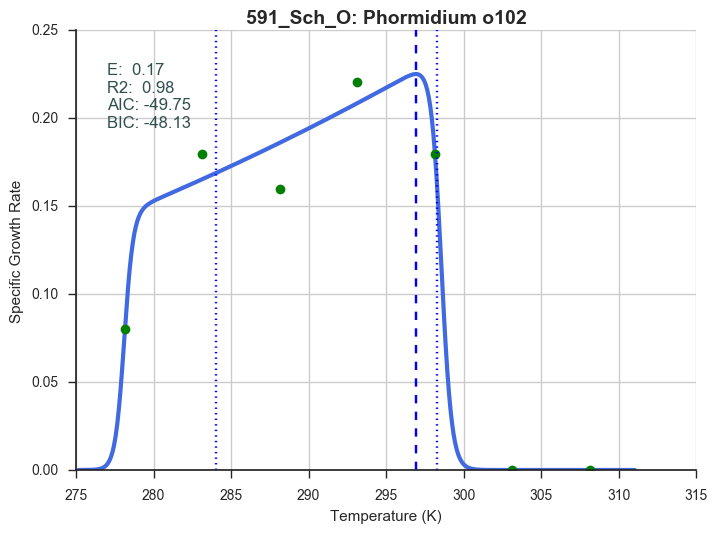 591_Sch_O: Phormidium o102
E:  0.17
R2:  0.98
AIC: -49.75
BIC: -48.13
Specific Growth Rate
0.25
0.20
0.15
0.10
0.05
0.00
275 280 285 290 295 300 305 310 315
Temperature (K)